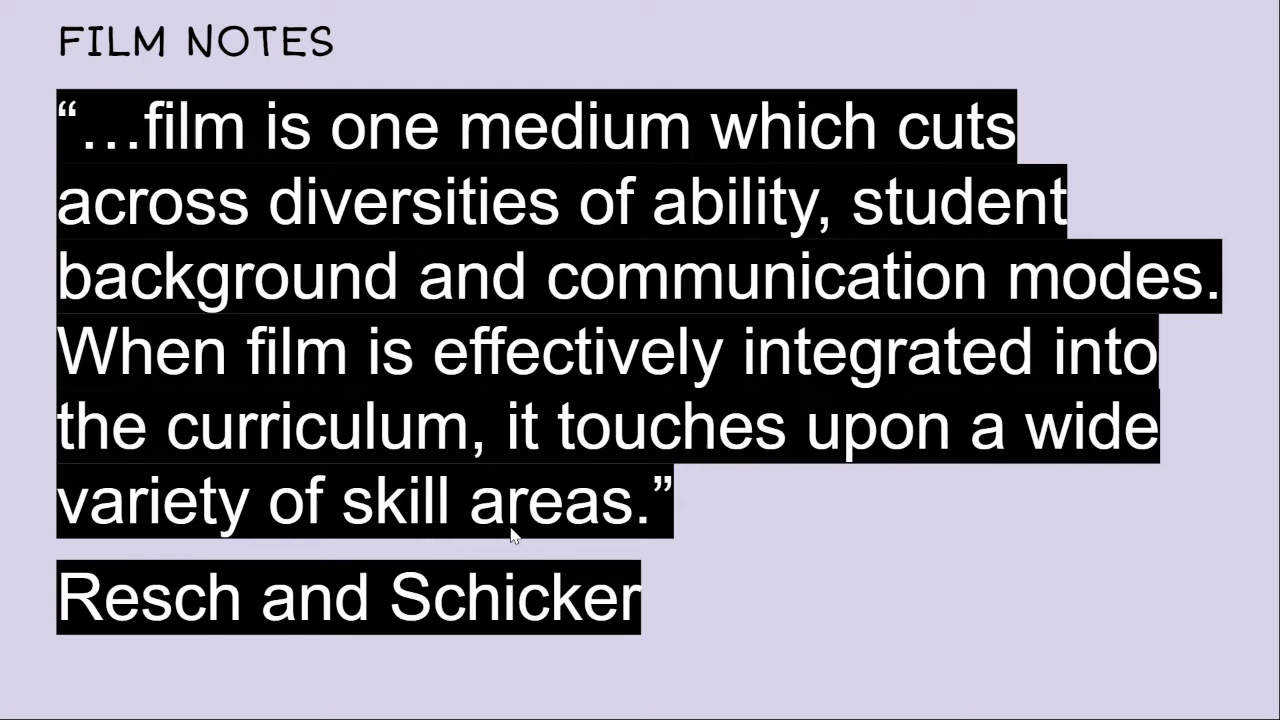 FILM NOTES
“…film is one medium which cuts
across diversities of ability, student
background and communication modes.
When film is effectively integrated into
the curriculum, it touches upon a wide
variety of skill areas.”
Resch and Schicker